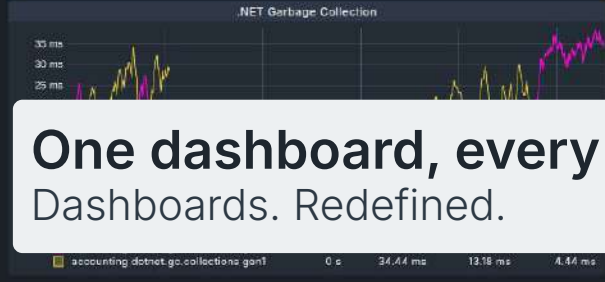 .NET Garbage Collection
35 ms
30 ms
25 ms
One dashboard, every
Dashboards. Redefined.
accounting dotnet.gc.collections gen1 0 s 34.44 ms 13.18 ms 4.44 ms